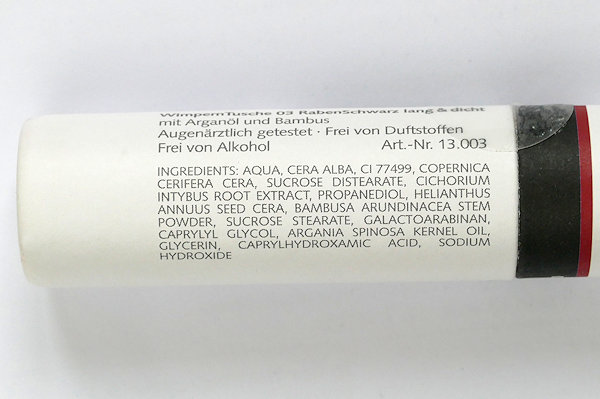 WimpernTusche 03 RabenSchwarz lang & dicht
mit Arganöl und Bambus
Augenärztlich getestet · Frei von Duftstoffen
Frei von Alkohol Art.-Nr. 13.003
INGREDIENTS: AQUA, CERA ALBA, CI 77499, COPERNICA
CERIFERA CERA, SUCROSE DISTEARATE, CICHORIUM
INTYBUS ROOT EXTRACT, PROPANEDIOL, HELIANTHUS
ANNUUS SEED CERA, BAMBUSA ARUNDINACEA STEM
POWDER, SUCROSE STEARATE, GALACTOARABINAN,
CAPRYLYL GLYCOL, ARGANIA SPINOSA KERNEL OIL,
GLYCERIN, CAPRYLHYDROXAMIC ACID, SODIUM
HYDROXIDE